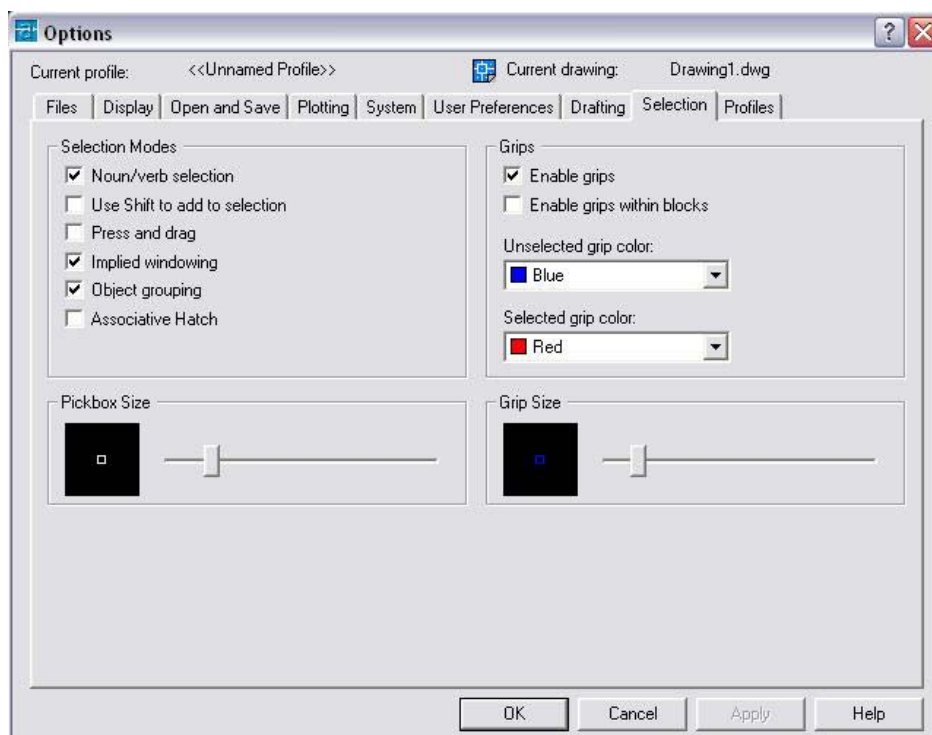 Options
Current profile: <<Unnamed Profile>> Current drawing: Drawing1.dwg
Files Display Open and Save Plotting System User Preferences Drafting Selection Profiles
Selection Modes
Noun/verb selection
Use Shift to add to selection
Press and drag
Implied windowing
Object grouping
Associative Hatch
Grips
Enable grips
Enable grips within blocks
Unselected grip color:
Blue
Selected grip color:
Red
Pickbox Size
Grip Size
OK Cancel Apply Help